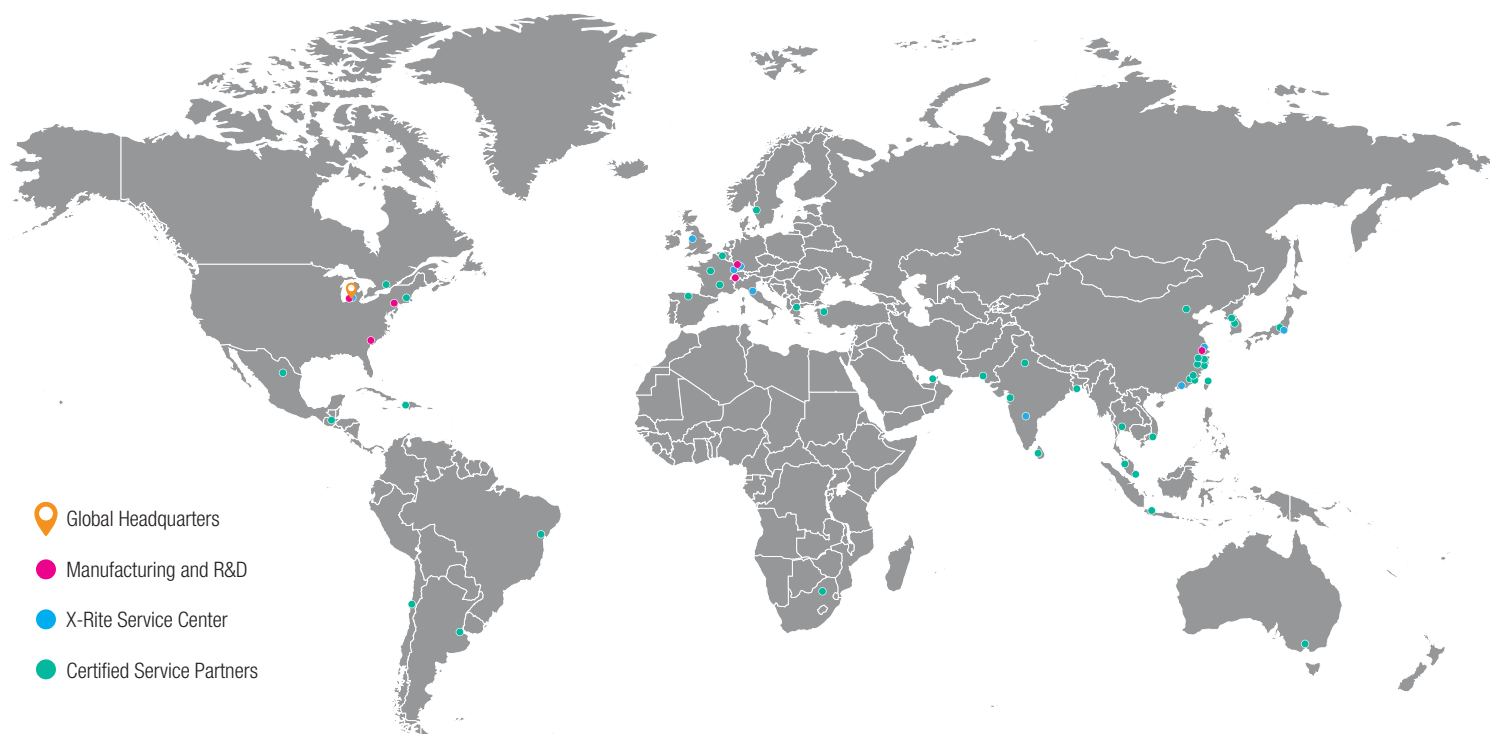 Global Headquarters
Manufacturing and R&D
X-Rite Service Center
Certified Service Partners